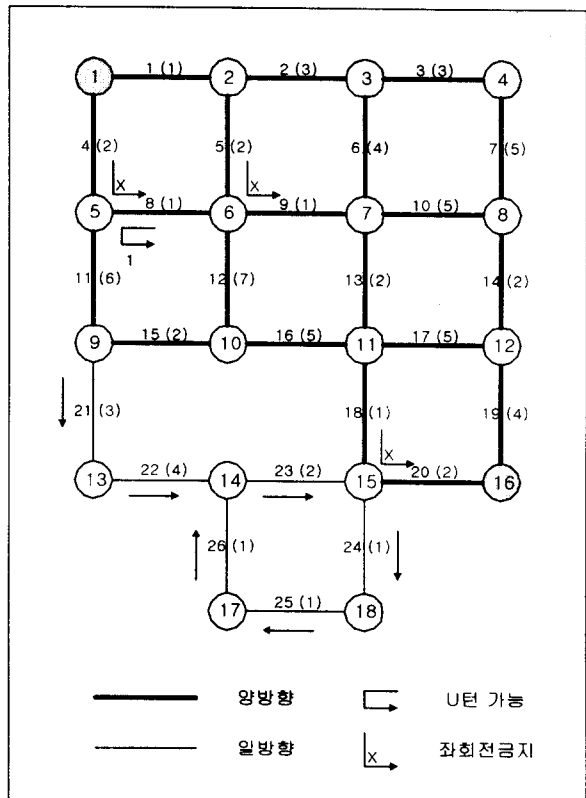 1 1 (1) 2 2 (3) 3 3 (3) 4
4 (2) 5 (2) 6 (4) 7 (5)
X X
5 8 (1) 6 9 (1) 7 10 (5) 8
1
11 (6) 12 (7) 13 (2) 14 (2)
9 15 (2) 10 16 (5) 11 17 (5) 12
21 (3) 18 (1) 19 (4)
X
13 22 (4) 14 23 (2) 15 20 (2) 16
26 (1) 24 (1)
17 25 (1) 18
양방향 U턴 가능
일방향 X 좌회전금지